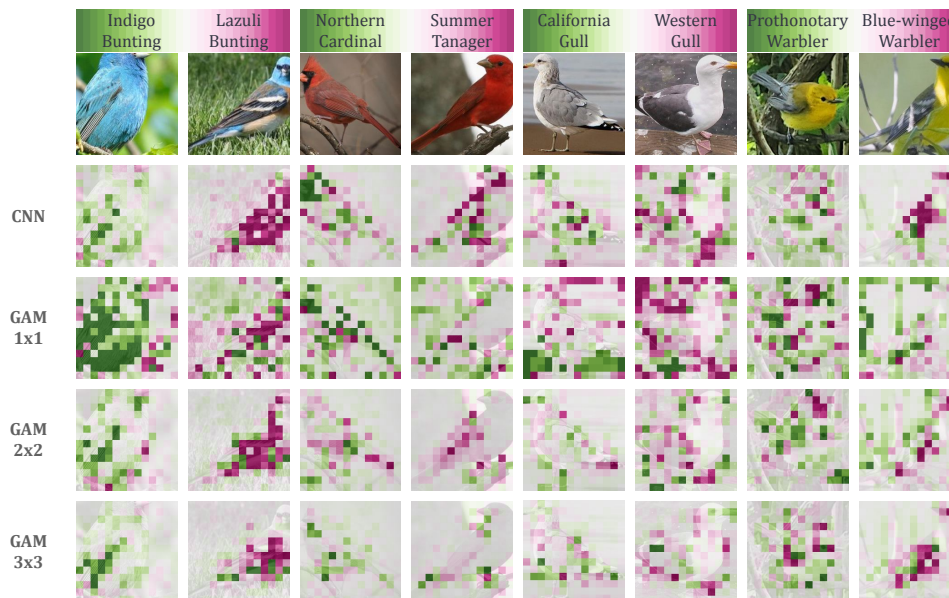 Indigo Bunting
Lazuli Bunting
Northern Cardinal
Summer Tanager
California Gull
Western Gull
Prothonotary Warbler
Blue-winge Warbler
CNN
GAM 1x1
GAM 2x2
GAM 3x3